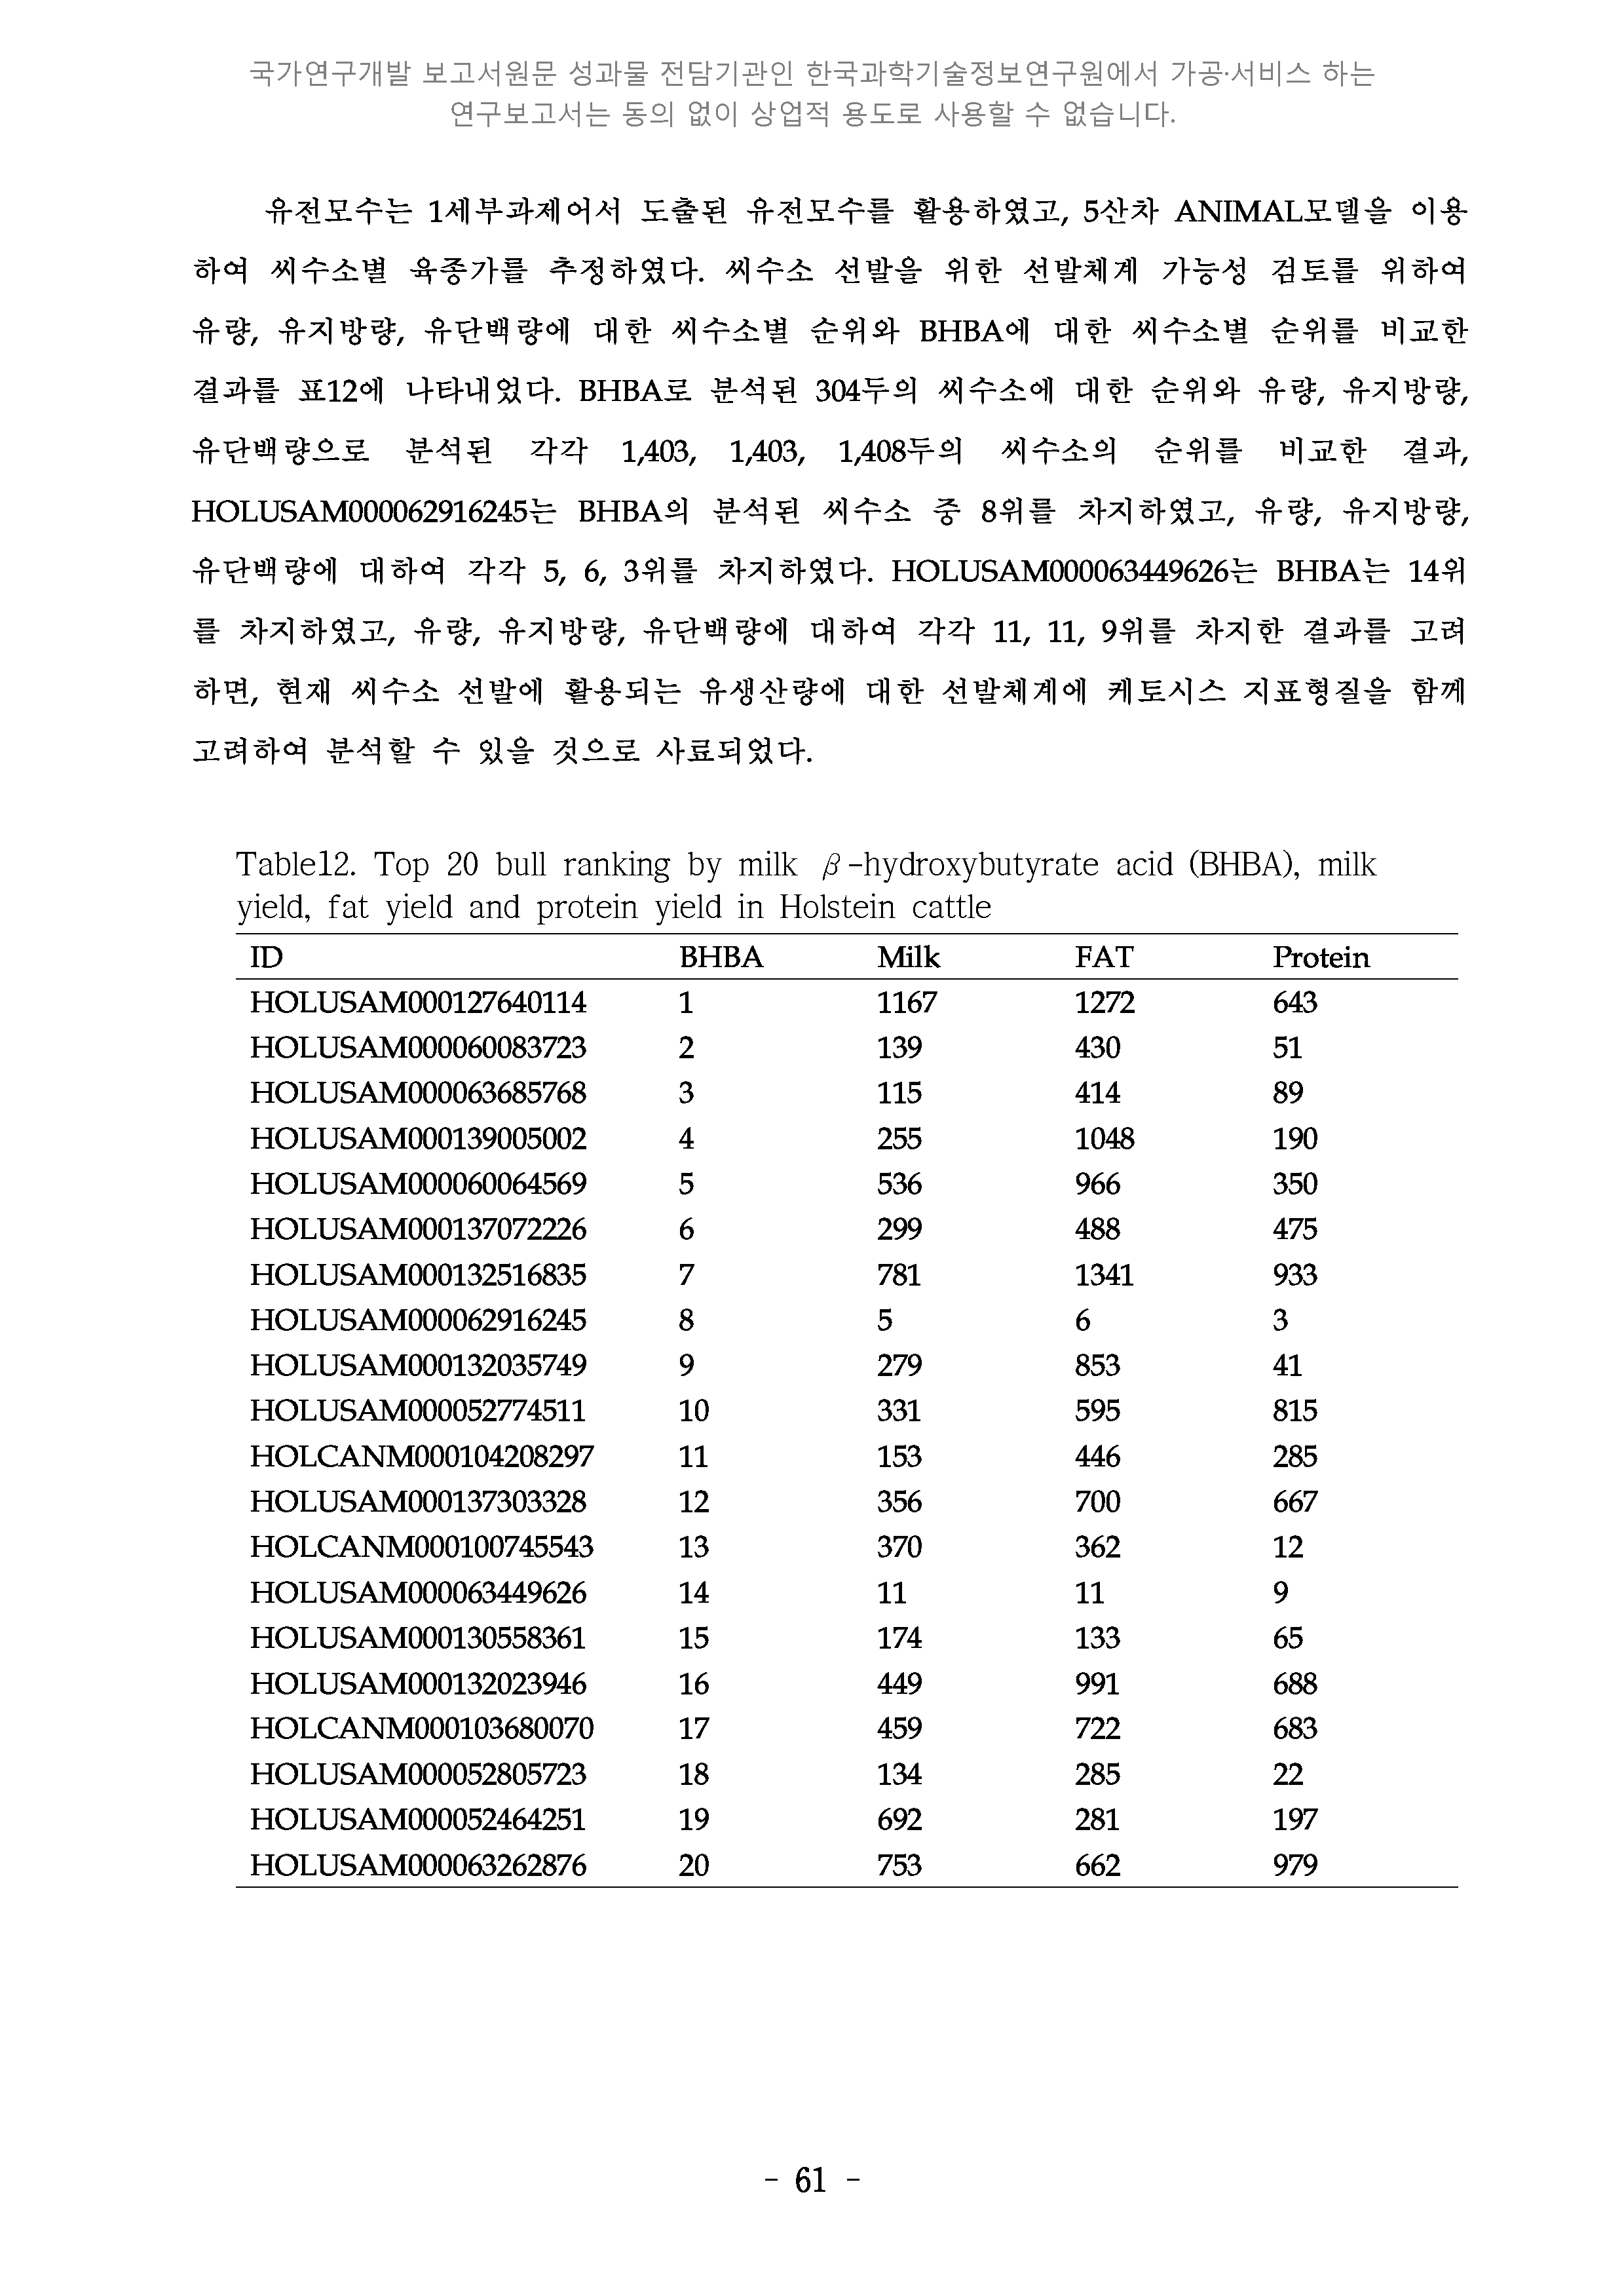 국가연구개발 보고서원문 성과물 전담기관인 한국과학기술정보연구원에서 가공·서비스 하는
연구보고서는 동의 없이 상업적 용도로 사용할 수 없습니다.
유전모수는 1세부과제어서 도출된 유전모수를 활용하였고, 5산차 ANIMAL모델을 이용
하여 씨수소별 육종가를 추정하였다. 씨수소 선발을 위한 선발체계 가능성 검토를 위하여
유량, 유지방량, 유단백량에 대한 씨수소별 순위와 BHBA에 대한 씨수소별 순위를 비교한
결과를 표12에 나타내었다. BHBA로 분석된 304두의 씨수소에 대한 순위와 유량, 유지방량,
유단백량으로 분석된 각각 1,403, 1,403, 1,408두의 씨수소의 순위를 비교한 결과,
HOLUSAM000062916245는 BHBA의 분석된 씨수소 중 8위를 차지하였고, 유량, 유지방량,
유단백량에 대하여 각각 5, 6, 3위를 차지하였다. HOLUSAM000063449626는 BHBA는 14위
를 차지하였고, 유량, 유지방량, 유단백량에 대하여 각각 11, 11, 9위를 차지한 결과를 고려
하면, 현재 씨수소 선발에 활용되는 유생산량에 대한 선발체계에 케토시스 지표형질을 함께
고려하여 분석할 수 있을 것으로 사료되었다.
Table12. Top 20 bull ranking by milk β-hydroxybutyrate acid (BHBA), milk
yield, fat yield and protein yield in Holstein cattle
ID BHBA Milk FAT Protein
HOLUSAM000127640114 1 1167 1272 643
HOLUSAM000060083723 2 139 430 51
HOLUSAM000063685768 3 115 414 89
HOLUSAM000139005002 4 255 1048 190
HOLUSAM000060064569 5 536 966 350
HOLUSAM000137072226 6 299 488 475
HOLUSAM000132516835 7 781 1341 933
HOLUSAM000062916245 8 5 6 3
HOLUSAM000132035749 9 279 853 41
HOLUSAM000052774511 10 331 595 815
HOLCANM000104208297 11 153 446 285
HOLUSAM000137303328 12 356 700 667
HOLCANM000100745543 13 370 362 12
HOLUSAM000063449626 14 11 11 9
HOLUSAM000130558361 15 174 133 65
HOLUSAM000132023946 16 449 991 688
HOLCANM000103680070 17 459 722 683
HOLUSAM000052805723 18 134 285 22
HOLUSAM000052464251 19 692 281 197
HOLUSAM000063262876 20 753 662 979
- 61 -